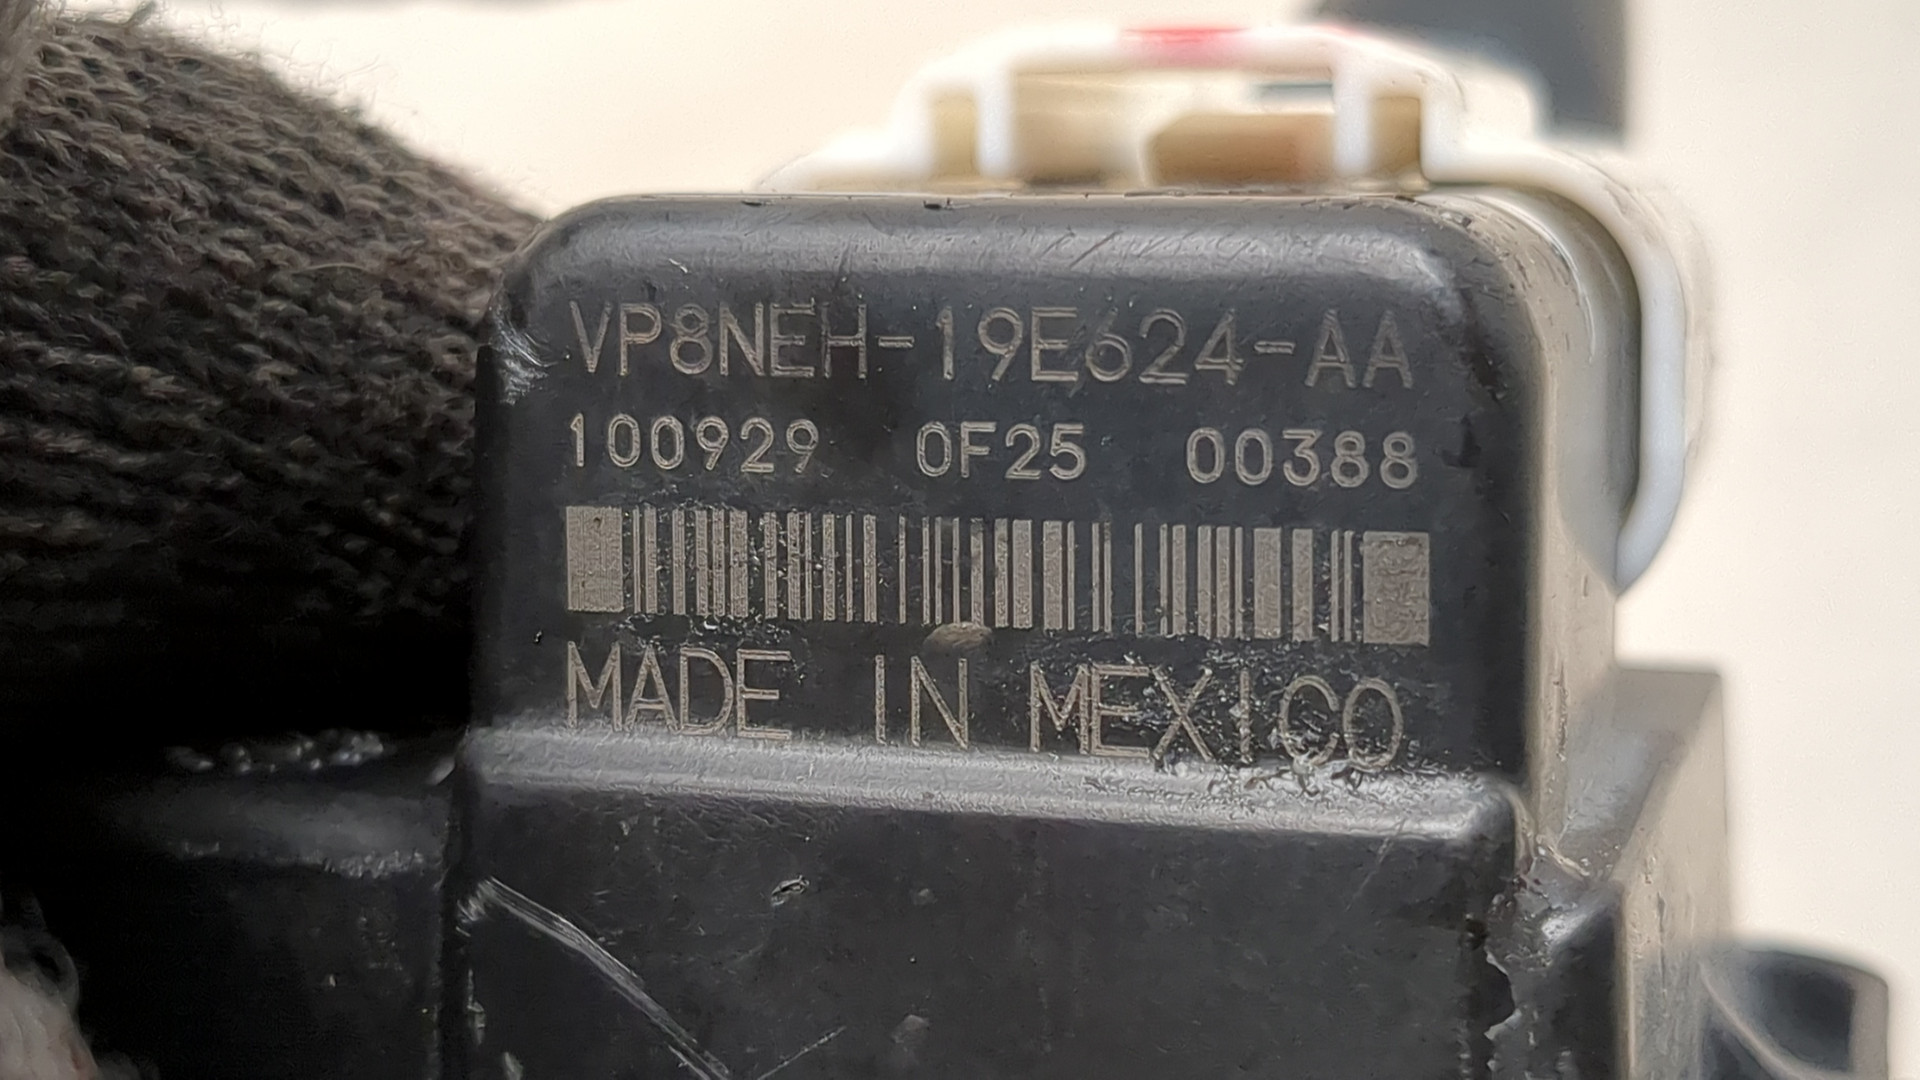 VP8NEH-19E624-AA
100929 0F25 00388
MADE IN MEXICO